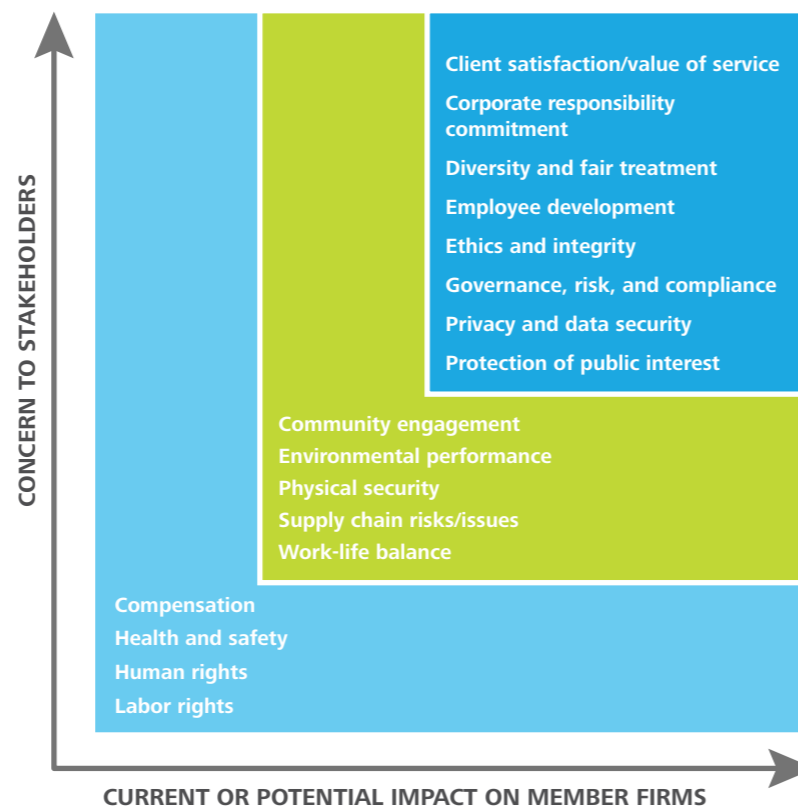 CONCERN TO STAKEHOLDERS
Client satisfaction/value of service
Corporate responsibility
commitment
Diversity and fair treatment
Employee development
Ethics and integrity
Governance, risk, and compliance
Privacy and data security
Protection of public interest
Community engagement
Environmental performance
Physical security
Supply chain risks/issues
Work-life balance
Compensation
Health and safety
Human rights
Labor rights
CURRENT OR POTENTIAL IMPACT ON MEMBER FIRMS